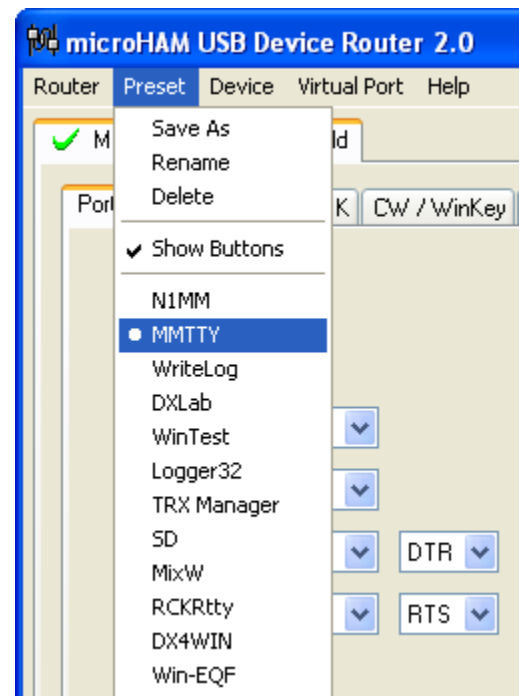 microHAM USB Device Router 2.0
Router Preset Device Virtual Port Help
M
ld
Save As
Rename
Delete
Show Buttons
N1MM
MMTTY
WriteLog
DXLab
WinTest
Logger32
TRX Manager
SD
MixW
RCKRtty
DX4WIN
Win-EQF
Port
K CW / WinKey
DTR
RTS